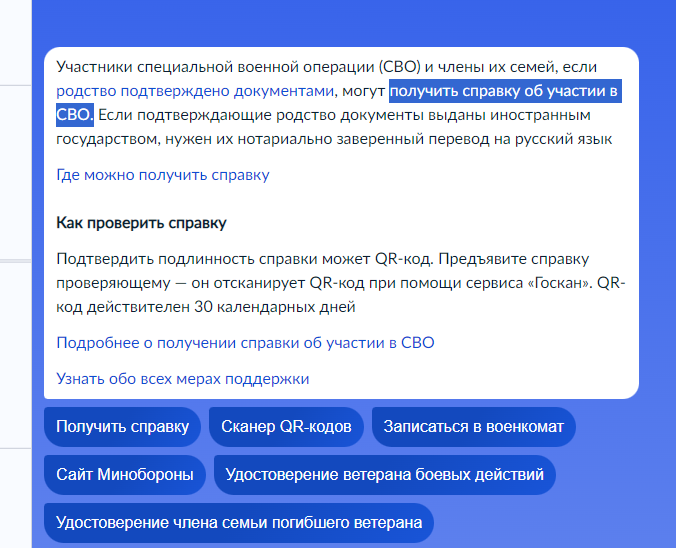 Участники специальной военной операции (СВО) и члены их семей, если
родство подтверждено документами, могут получить справку об участии в
СВО. Если подтверждающие родство документы выданы иностранным
государством, нужен их нотариально заверенный перевод на русский язык
Где можно получить справку
Как проверить справку
Подтвердить подлинность справки может QR-код. Предъявите справку
проверяющему — он отсканирует QR-код при помощи сервиса «Госкан». QR-
код действителен 30 календарных дней
Подробнее о получении справки об участии в СВО
Узнать обо всех мерах поддержки
Получить справку
Сканер QR-кодов
Записаться в военкомат
Сайт Минобороны
Удостоверение ветерана боевых действий
Удостоверение члена семьи погибшего ветерана